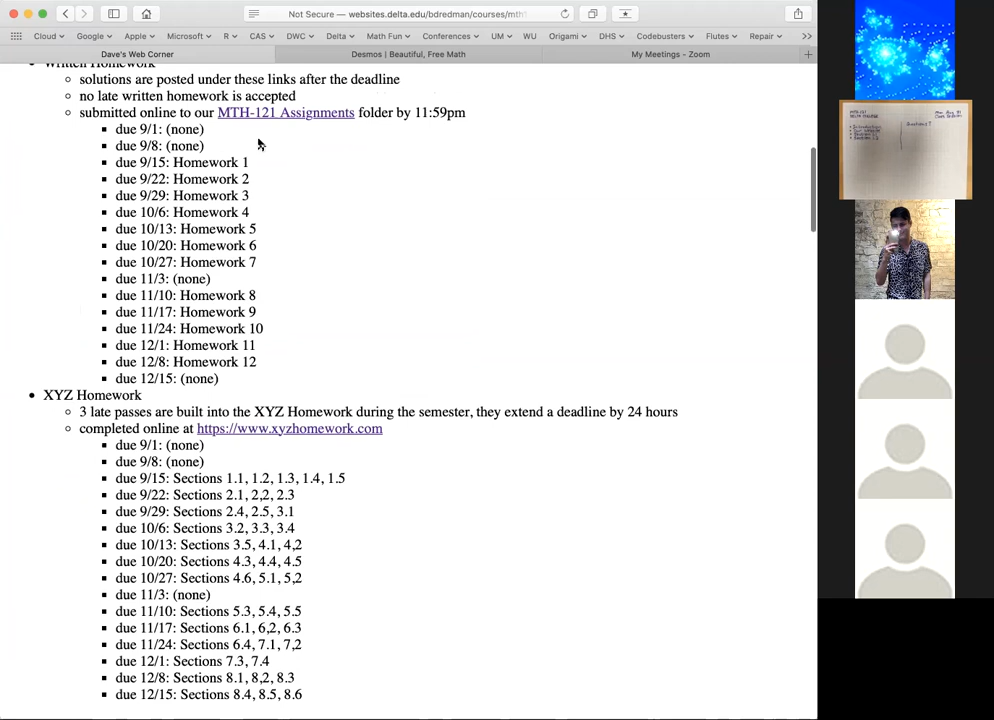 Not Secure — websites.delta.edu/bdredman/courses/mth
Cloud Google Apple Microsoft R CAS DWC Delta Math Fun Conferences UM WU Origami DHS Codebusters Flutes Repair >>
Dave's Web Corner Desmos | Beautiful, Free Math My Meetings - Zoom +
Written Homework
solutions are posted under these links after the deadline
no late written homework is accepted
submitted online to our MTH-121 Assignments folder by 11:59pm
due 9/1: (none)
due 9/8: (none)
due 9/15: Homework 1
due 9/22: Homework 2
due 9/29: Homework 3
due 10/6: Homework 4
due 10/13: Homework 5
due 10/20: Homework 6
due 10/27: Homework 7
due 11/3: (none)
due 11/10: Homework 8
due 11/17: Homework 9
due 11/24: Homework 10
due 12/1: Homework 11
due 12/8: Homework 12
due 12/15: (none)
XYZ Homework
3 late passes are built into the XYZ Homework during the semester, they extend a deadline by 24 hours
completed online at https://www.xyzhomework.com
due 9/1: (none)
due 9/8: (none)
due 9/15: Sections 1.1, 1.2, 1.3, 1.4, 1.5
due 9/22: Sections 2.1, 2,2, 2.3
due 9/29: Sections 2.4, 2.5, 3.1
due 10/6: Sections 3.2, 3.3, 3.4
due 10/13: Sections 3.5, 4.1, 4,2
due 10/20: Sections 4.3, 4.4, 4.5
due 10/27: Sections 4.6, 5.1, 5,2
due 11/3: (none)
due 11/10: Sections 5.3, 5.4, 5.5
due 11/17: Sections 6.1, 6,2, 6.3
due 11/24: Sections 6.4, 7.1, 7,2
due 12/1: Sections 7.3, 7.4
due 12/8: Sections 8.1, 8,2, 8.3
due 12/15: Sections 8.4, 8.5, 8.6
MTH-121
DELTA COLLEGE